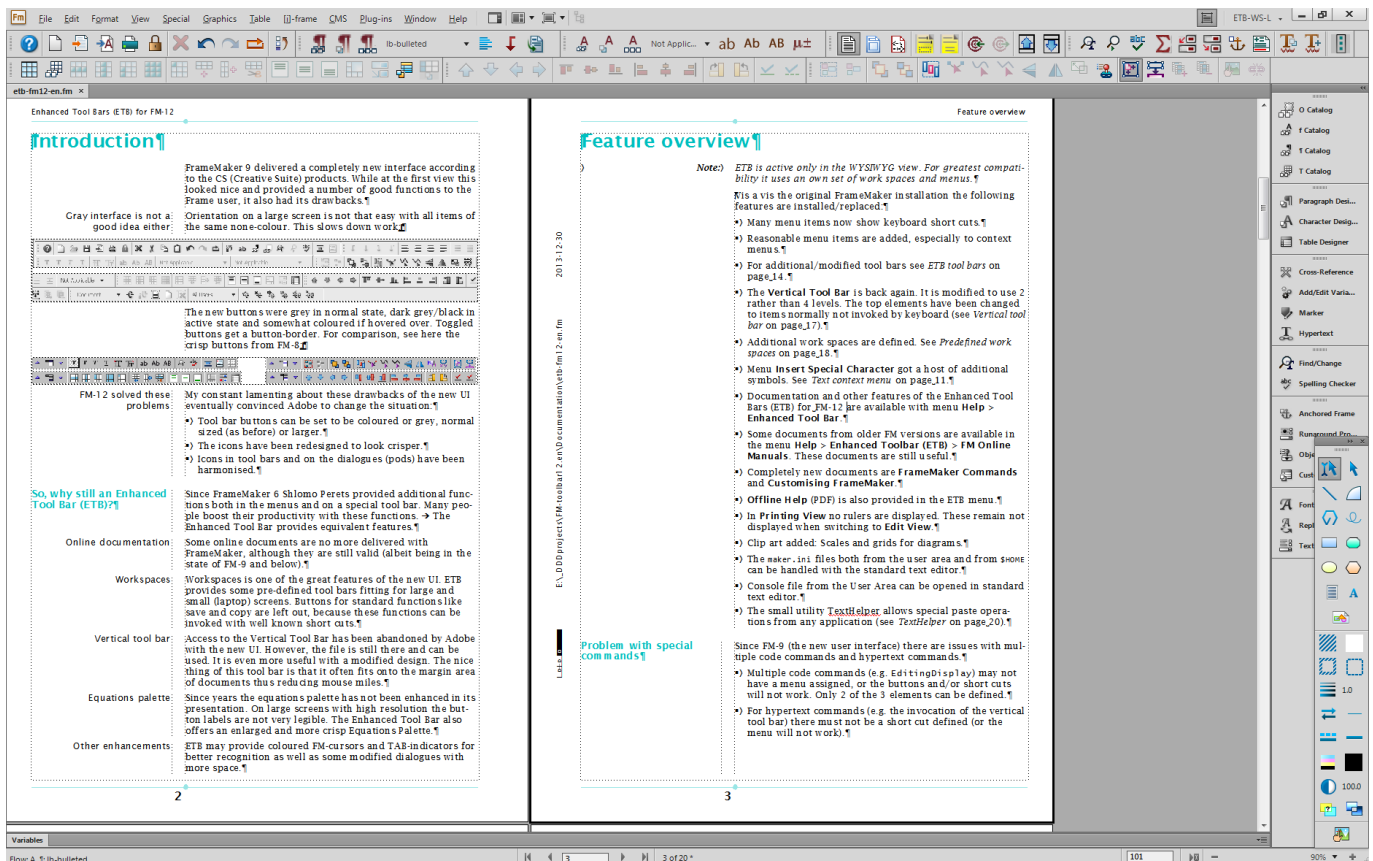 Fm File Edit Format View Special Graphics Table [i]-frame CMS Plug-ins Window Help
ETB-WS-L
lb-bulleted
Not Applic...
ab Ab AB μ±
etb-fm12-en.fm ×
Enhanced Tool Bars (ETB) for FM-12
Introduction¶
FrameMaker 9 delivered a completely new interface according
to the CS (Creative Suite) products. While at the first view this
looked nice and provided a number of good functions to the
Frame user, it also had its drawbacks.¶
Gray interface is not a
good idea either
Orientation on a large screen is not that easy with all items of
the same none-colour. This slows down work.¶
The new buttons were grey in normal state, dark grey/black in
active state and somewhat coloured if hovered over. Toggled
buttons get a button-border. For comparison, see here the
crisp buttons from FM-8.¶
FM-12 solved these
problems
My constant lamenting about these drawbacks of the new UI
eventually convinced Adobe to change the situation:¶
•) Tool bar buttons can be set to be coloured or grey, normal
sized (as before) or larger.¶
•) The icons have been redesigned to look crisper.¶
•) Icons in tool bars and on the dialogues (pods) have been
harmonised.¶
So, why still an Enhanced
Tool Bar (ETB)?¶
Since FrameMaker 6 Shlomo Perets provided additional func-
tions both in the menus and on a special tool bar. Many peo-
ple boost their productivity with these functions. → The
Enhanced Tool Bar provides equivalent features.¶
Online documentation
Some online documents are no more delivered with
FrameMaker, although they are still valid (albeit being in the
state of FM-9 and below).¶
Workspaces
Workspaces is one of the great features of the new UI. ETB
provides some pre-defined tool bars fitting for large and
small (laptop) screens. Buttons for standard functions like
save and copy are left out, because these functions can be
invoked with well known short cuts.¶
Vertical tool bar
Access to the Vertical Tool Bar has been abandoned by Adobe
with the new UI. However, the file is still there and can be
used. It is even more useful with a modified design. The nice
thing of this tool bar is that it often fits onto the margin area
of documents thus reducing mouse miles.¶
Equations palette
Since years the equations palette has not been enhanced in its
presentation. On large screens with high resolution the but-
ton labels are not very legible. The Enhanced Tool Bar also
offers an enlarged and more crisp Equations Palette.¶
Other enhancements
ETB may provide coloured FM-cursors and TAB-indicators for
better recognition as well as some modified dialogues with
more space.¶
2
2013-12-30
E:\_DDDprojects\FM-toolbar12.en\Documentation\etb-fm12-en.fm
Feature overview
Feature overview¶
) Note:) ETB is active only in the WYSIWYG view. For greatest compati-
bility it uses an own set of work spaces and menus.¶
Vis a vis the original FrameMaker installation the following
features are installed/replaced:¶
•) Many menu items now show keyboard short cuts.¶
•) Reasonable menu items are added, especially to context
menus.¶
•) For additional/modified tool bars see ETB tool bars on
page 14.¶
•) The Vertical Tool Bar is back again. It is modified to use 2
rather than 4 levels. The top elements have been changed
to items normally not invoked by keyboard (see Vertical tool
bar on page 17).¶
•) Additional work spaces are defined. See Predefined work
spaces on page 18.¶
•) Menu Insert Special Character got a host of additional
symbols. See Text context menu on page 11.¶
•) Documentation and other features of the Enhanced Tool
Bars (ETB) for FM-12 are available with menu Help >
Enhanced Tool Bar.¶
•) Some documents from older FM versions are available in
the menu Help > Enhanced Toolbar (ETB) > FM Online
Manuals. These documents are still useful.¶
•) Completely new documents are FrameMaker Commands
and Customising FrameMaker.¶
•) Offline Help (PDF) is also provided in the ETB menu.¶
•) In Printing View no rulers are displayed. These remain not
displayed when switching to Edit View.¶
•) Clip art added: Scales and grids for diagrams.¶
•) The maker.ini files both from the user area and from $HOME
can be handled with the standard text editor.¶
•) Console file from the User Area can be opened in standard
text editor.¶
•) The small utility TextHelper allows special paste opera-
tions from any application (see TextHelper on page 20).¶
Problem with special
commands¶
Since FM-9 (the new user interface) there are issues with mul-
tiple code commands and hypertext commands.¶
•) Multiple code commands (e.g. EditingDisplay) may not
have a menu assigned, or the buttons and/or short cuts
will not work. Only 2 of the 3 elements can be defined.¶
•) For hypertext commands (e.g. the invocation of the vertical
tool bar) there must not be a short cut defined (or the
menu will not work).¶
3
O Catalog
f Catalog
¶ Catalog
T Catalog
Paragraph Desi...
Character Desig...
Table Designer
Cross-Reference
Add/Edit Varia...
Marker
Hypertext
Find/Change
Spelling Checker
Anchored Frame
Runaround Pro...
Obje
Cust
Font
Repl
Text
1.0
100.0
Variables
Flow: A ¶: lb-bulleted
3
3 of 20 *
101
90%